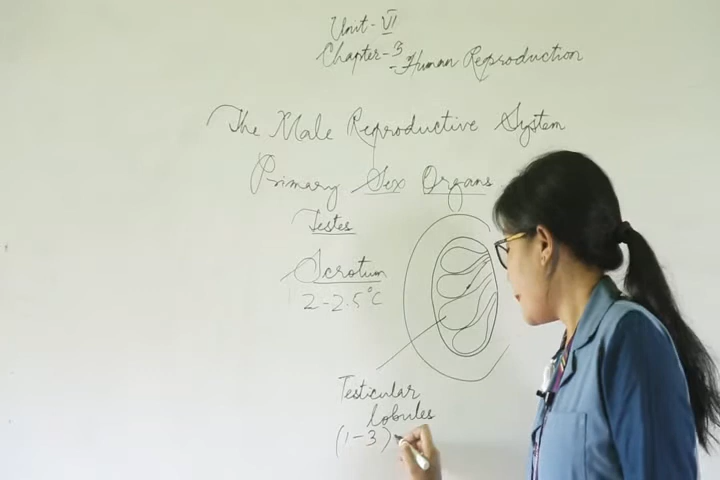 Unit-VI
Chapter-3
-Human Reproduction
The Male Reproductive System
Primary Sex Organs
Testes
Scrotum
2-2.5°C
Testicular
lobules
(1-3)